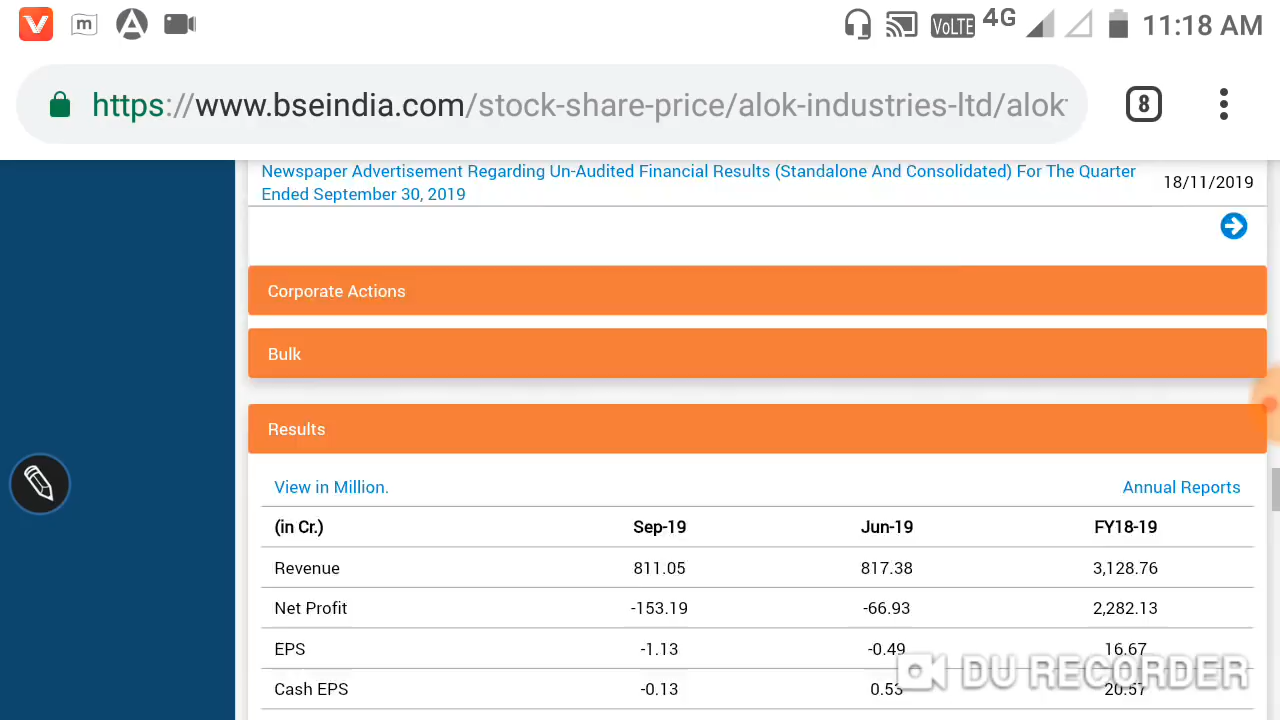 m
VoLTE 4G 11:18 AM
https://www.bseindia.com/stock-share-price/alok-industries-ltd/alok
8
Newspaper Advertisement Regarding Un-Audited Financial Results (Standalone And Consolidated) For The Quarter
Ended September 30, 2019
18/11/2019
Corporate Actions
Bulk
Results
View in Million. Annual Reports
(in Cr.) Sep-19 Jun-19 FY18-19
Revenue 811.05 817.38 3,128.76
Net Profit -153.19 -66.93 2,282.13
EPS -1.13 -0.49 16.67
Cash EPS -0.13 0.53 20.57
DU RECORDER